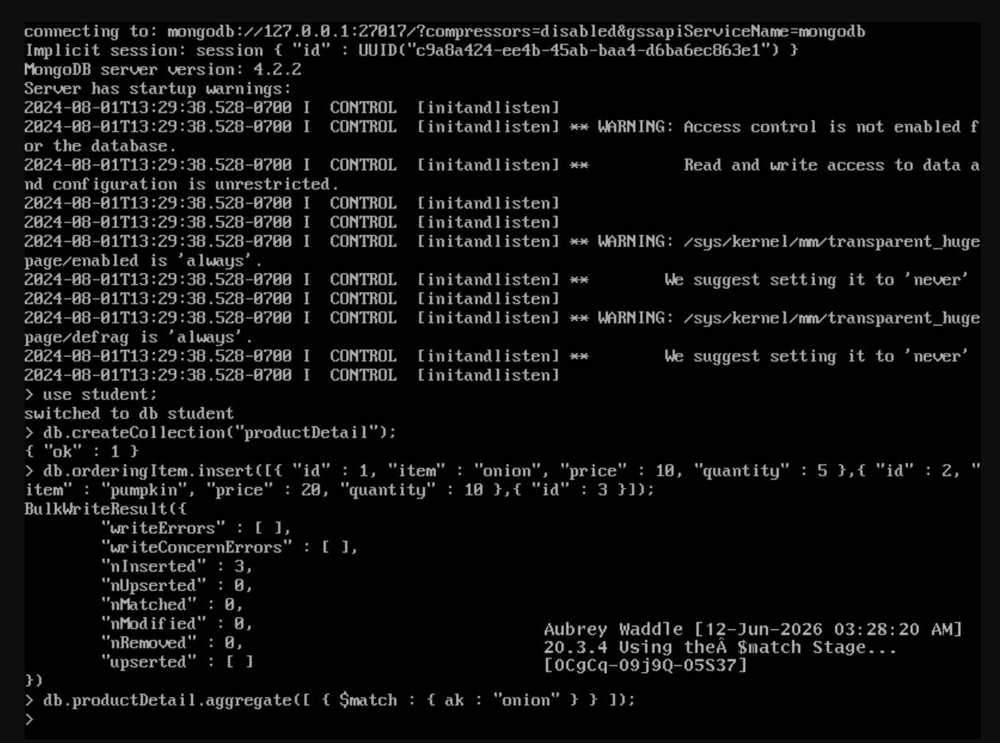 connecting to: mongodb://127.0.0.1:27017/?compressors=disabled&gssapiServiceName=mongodb
Implicit session: session { "id" : UUID("c9a8a424-ee4b-45ab-baa4-d6ba6ec863e1") }
MongoDB server version: 4.2.2
Server has startup warnings:
2024-08-01T13:29:38.528-0700 I  CONTROL  [initandlisten]
2024-08-01T13:29:38.528-0700 I  CONTROL  [initandlisten] ** WARNING: Access control is not enabled f
or the database.
2024-08-01T13:29:38.528-0700 I  CONTROL  [initandlisten] **          Read and write access to data a
nd configuration is unrestricted.
2024-08-01T13:29:38.528-0700 I  CONTROL  [initandlisten]
2024-08-01T13:29:38.528-0700 I  CONTROL  [initandlisten]
2024-08-01T13:29:38.528-0700 I  CONTROL  [initandlisten] ** WARNING: /sys/kernel/mm/transparent_huge
page/enabled is 'always'.
2024-08-01T13:29:38.528-0700 I  CONTROL  [initandlisten] **        We suggest setting it to 'never'
2024-08-01T13:29:38.528-0700 I  CONTROL  [initandlisten]
2024-08-01T13:29:38.528-0700 I  CONTROL  [initandlisten] ** WARNING: /sys/kernel/mm/transparent_huge
page/defrag is 'always'.
2024-08-01T13:29:38.528-0700 I  CONTROL  [initandlisten] **        We suggest setting it to 'never'
2024-08-01T13:29:38.528-0700 I  CONTROL  [initandlisten]
> use student;
switched to db student
> db.createCollection("productDetail");
{ "ok" : 1 }
> db.orderingItem.insert([{ "id" : 1, "item" : "onion", "price" : 10, "quantity" : 5 },{ "id" : 2, "
item" : "pumpkin", "price" : 20, "quantity" : 10 },{ "id" : 3 }]);
BulkWriteResult({
        "writeErrors" : [ ],
        "writeConcernErrors" : [ ],
        "nInserted" : 3,
        "nUpserted" : 0,
        "nMatched" : 0,
        "nModified" : 0,
        "nRemoved" : 0,
        "upserted" : [ ]
})
> db.productDetail.aggregate([ { $match : { ak : "onion" } } ]);
>
Aubrey Waddle [12-Jun-2026 03:28:20 AM]
20.3.4 Using theÂ $match Stage...
[OCgCq-O9j9Q-O5S37]